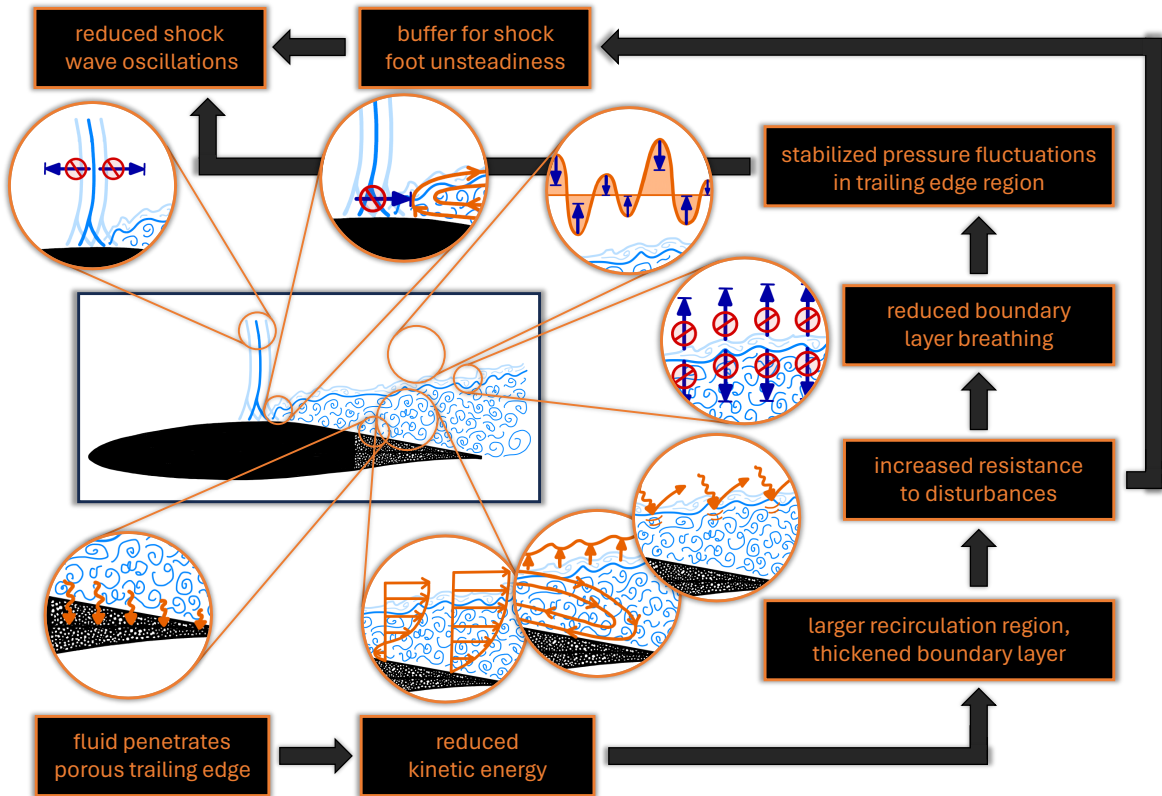 reduced shock
wave oscillations
buffer for shock
foot unsteadiness
stabilized pressure fluctuations
in trailing edge region
reduced boundary
layer breathing
increased resistance
to disturbances
larger recirculation region,
thickened boundary layer
fluid penetrates
porous trailing edge
reduced
kinetic energy